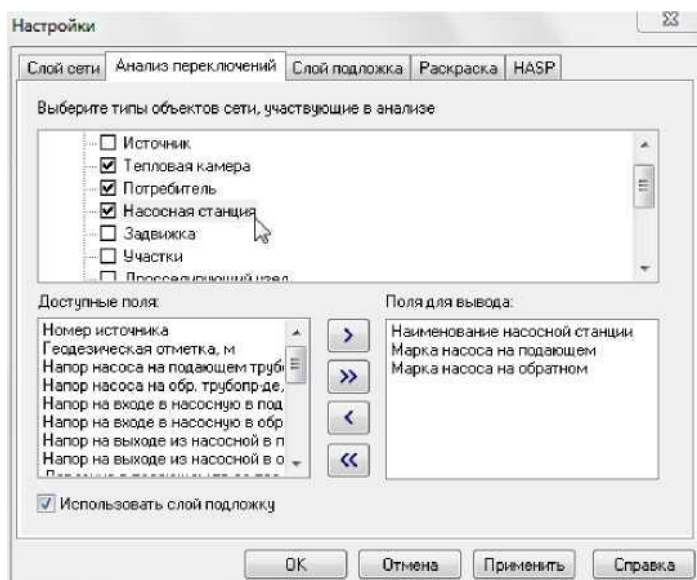 Настройки
Слой сети Анализ переключений Слой подложка Раскраска HASP
Выберите типы объектов сети, участвующие в анализе
Источник
Тепловая камера
Потребитель
Насосная станция
Задвижка
Участки
Доступные поля:
Номер источника
Геодезическая отметка, м
Напор насоса на подающем труб
Напор насоса на обр. трубопр-де,
Напор на входе в насосную в под
Напор на входе в насосную в обр
Напор на выходе из насосной в п
Напор на выходе из насосной в о
Поля для вывода:
Наименование насосной станции
Марка насоса на подающем
Марка насоса на обратном
Использовать слой подложку
OK Отмена Применить Справка